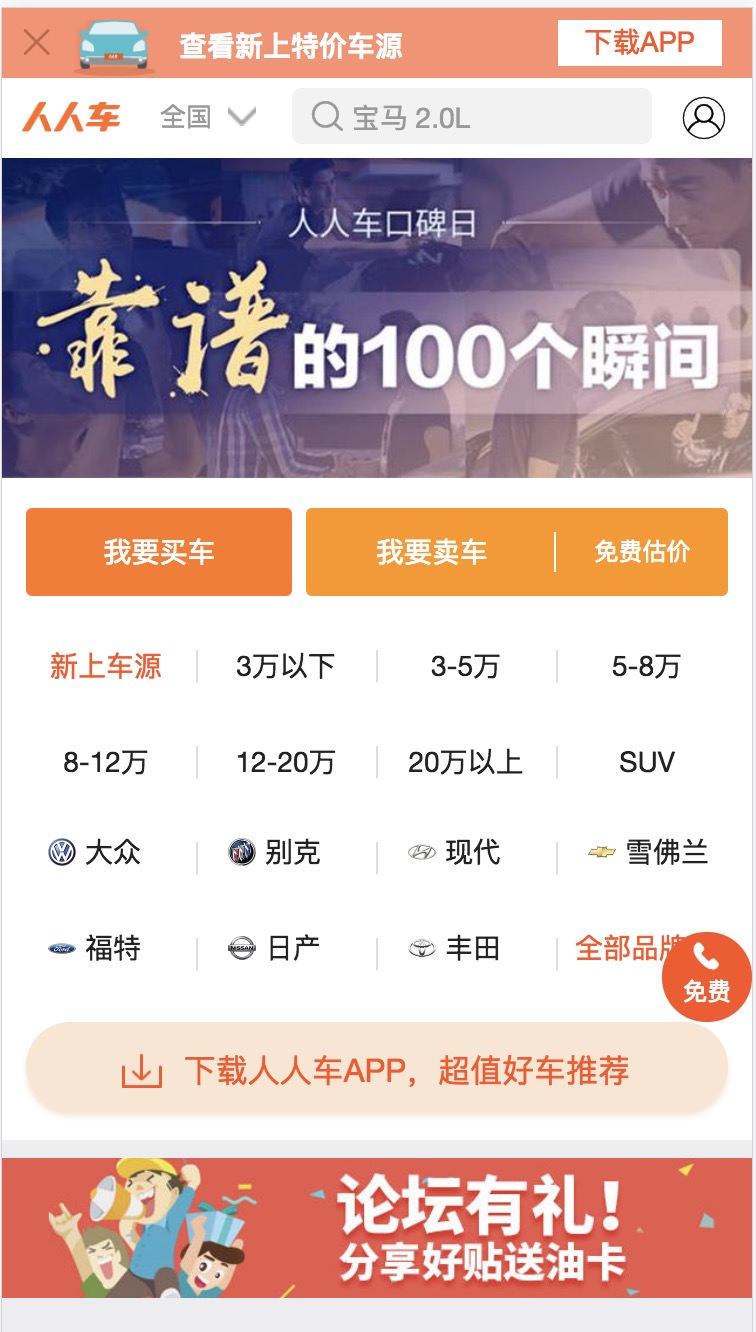 查看新上特价车源 下载APP
人人车 全国 宝马 2.0L
人人车口碑日
靠谱的100个瞬间
我要买车 我要卖车 免费估价
新上车源 3万以下 3-5万 5-8万
8-12万 12-20万 20万以上 SUV
大众 别克 现代 雪佛兰
福特 日产 丰田 全部品牌
免费
下载人人车APP，超值好车推荐
论坛有礼！
分享好贴送油卡